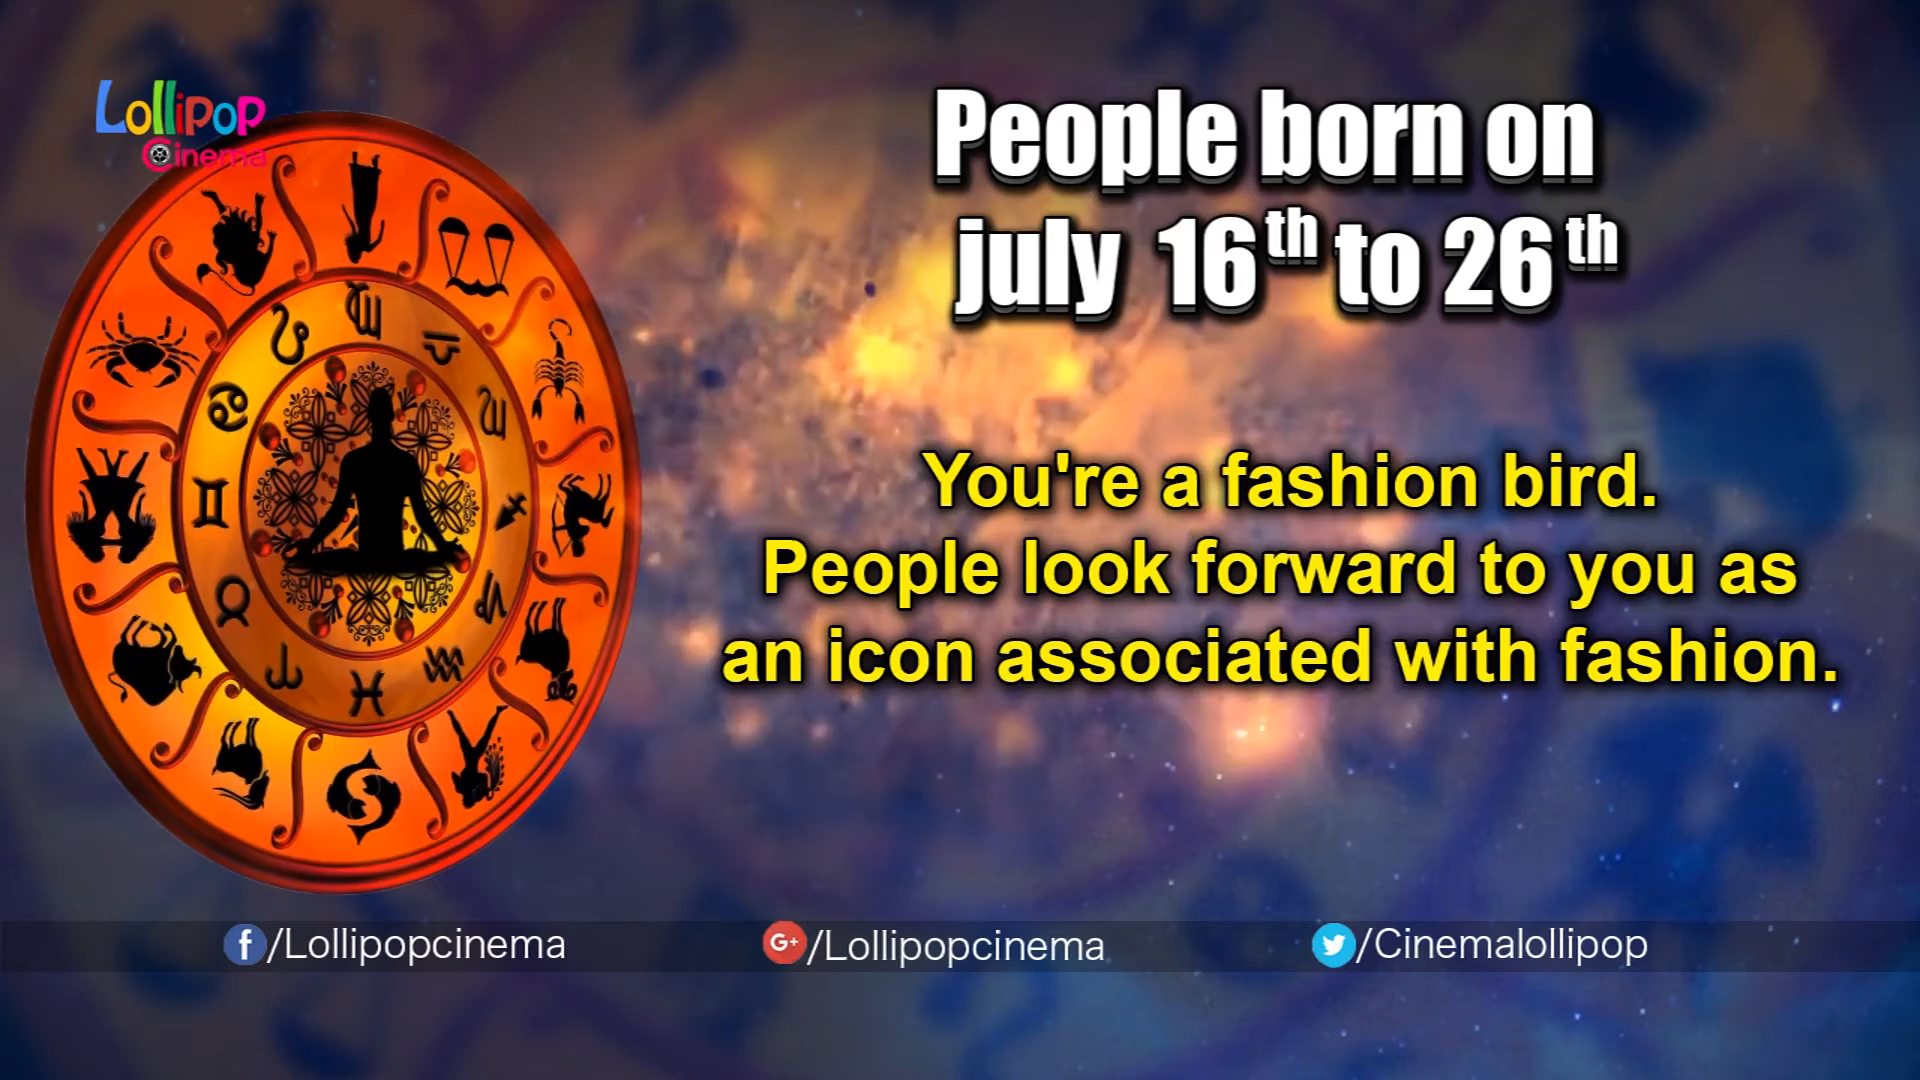 Lollipop
Cinema
People born on
july 16th to 26th
You're a fashion bird.
People look forward to you as
an icon associated with fashion.
f/Lollipopcinema
G+/Lollipopcinema
/Cinemalollipop